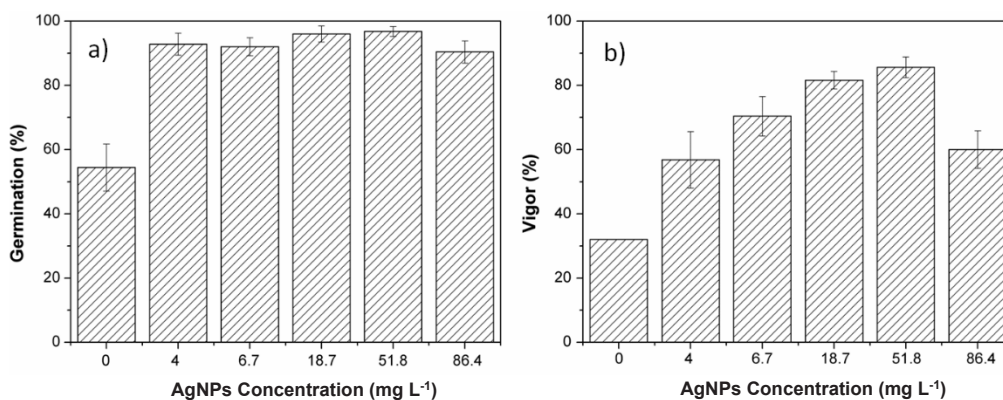 a)
100
80
60
40
20
0
Germination (%)
0 4 6.7 18.7 51.8 86.4
AgNPs Concentration (mg L⁻¹)
b)
100
80
60
40
20
0
Vigor (%)
0 4 6.7 18.7 51.8 86.4
AgNPs Concentration (mg L⁻¹)